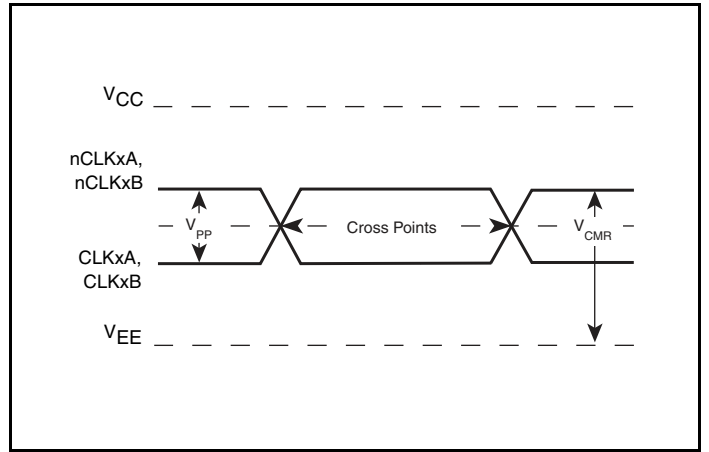 VCC
nCLKxA,
nCLKxB
VPP
Cross Points
VCMR
CLKxA,
CLKxB
VEE